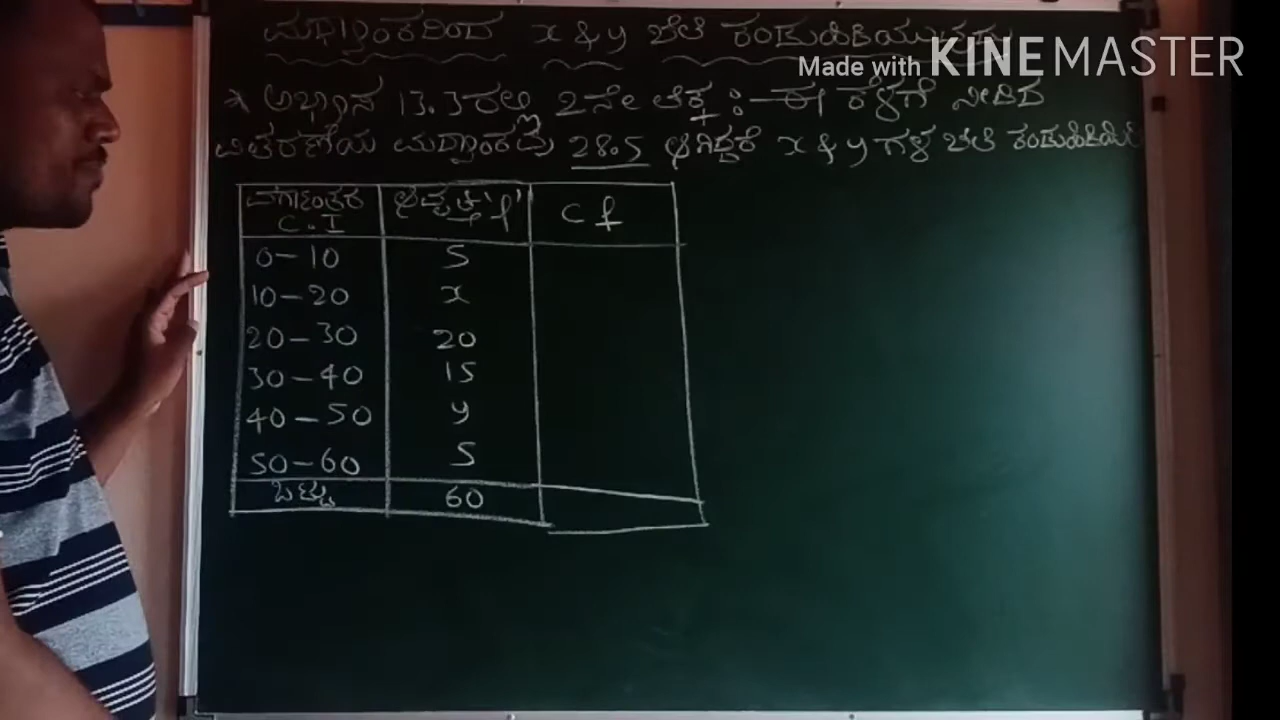 ಮಧ್ಯಾಂಕದಿಂದ x & y ಬೆಲೆ ಕಂಡುಹಿಡಿಯುವುದು
Made with KINEMASTER
* ಅಭ್ಯಾಸ 13.3ರಲ್ಲಿ 2ನೇ ಲೆಕ್ಕ :- ಈ ಕೆಳಗೆ ನೀಡಿದ
ವಿತರಣೆಯ ಮಧ್ಯಾಂಕವು 28.5 ಆಗಿದ್ದರೆ x & y ಗಳ ಬೆಲೆ ಕಂಡುಹಿಡಿಯಿರಿ
ವರ್ಗಾಂತರ C.I ಆವೃತ್ತಿ 'f' cf
0-10 5
10-20 x
20-30 20
30-40 15
40-50 y
50-60 5
ಒಟ್ಟು 60